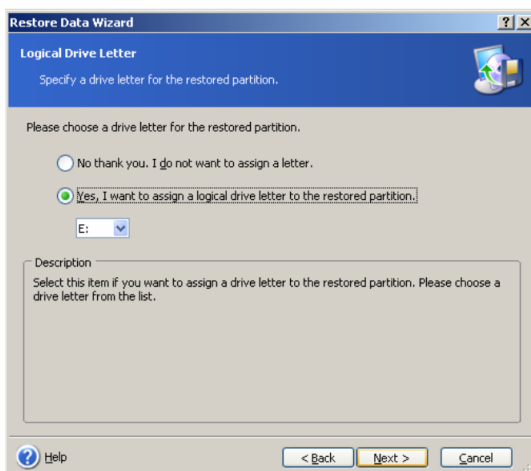 Restore Data Wizard
Logical Drive Letter
Specify a drive letter for the restored partition.
Please choose a drive letter for the restored partition.
No thank you. I do not want to assign a letter.
Yes, I want to assign a logical drive letter to the restored partition.
E:
Description
Select this item if you want to assign a drive letter to the restored partition. Please choose a
drive letter from the list.
Help
< Back
Next >
Cancel